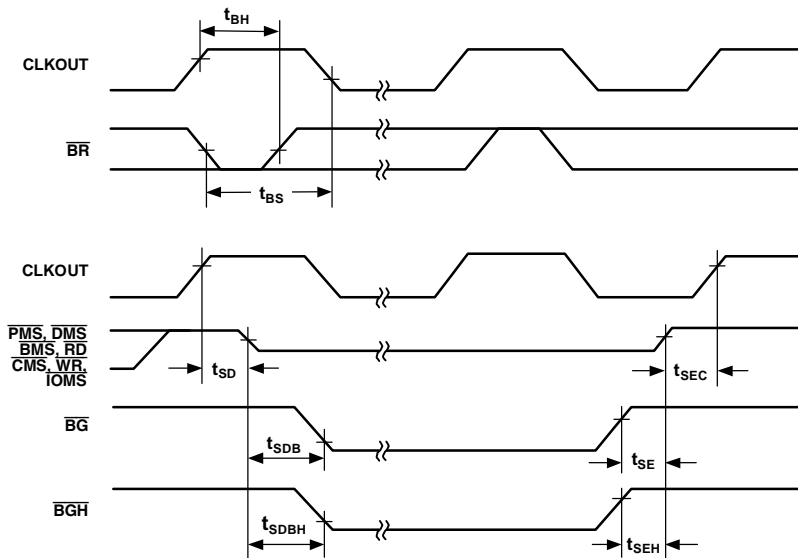 tBH
CLKOUT
BR
tBS
CLKOUT
PMS, DMS
BMS, RD
CMS, WR,
IOMS
tSD
tSEC
BG
tSDB
tSE
BGH
tSDBH
tSEH